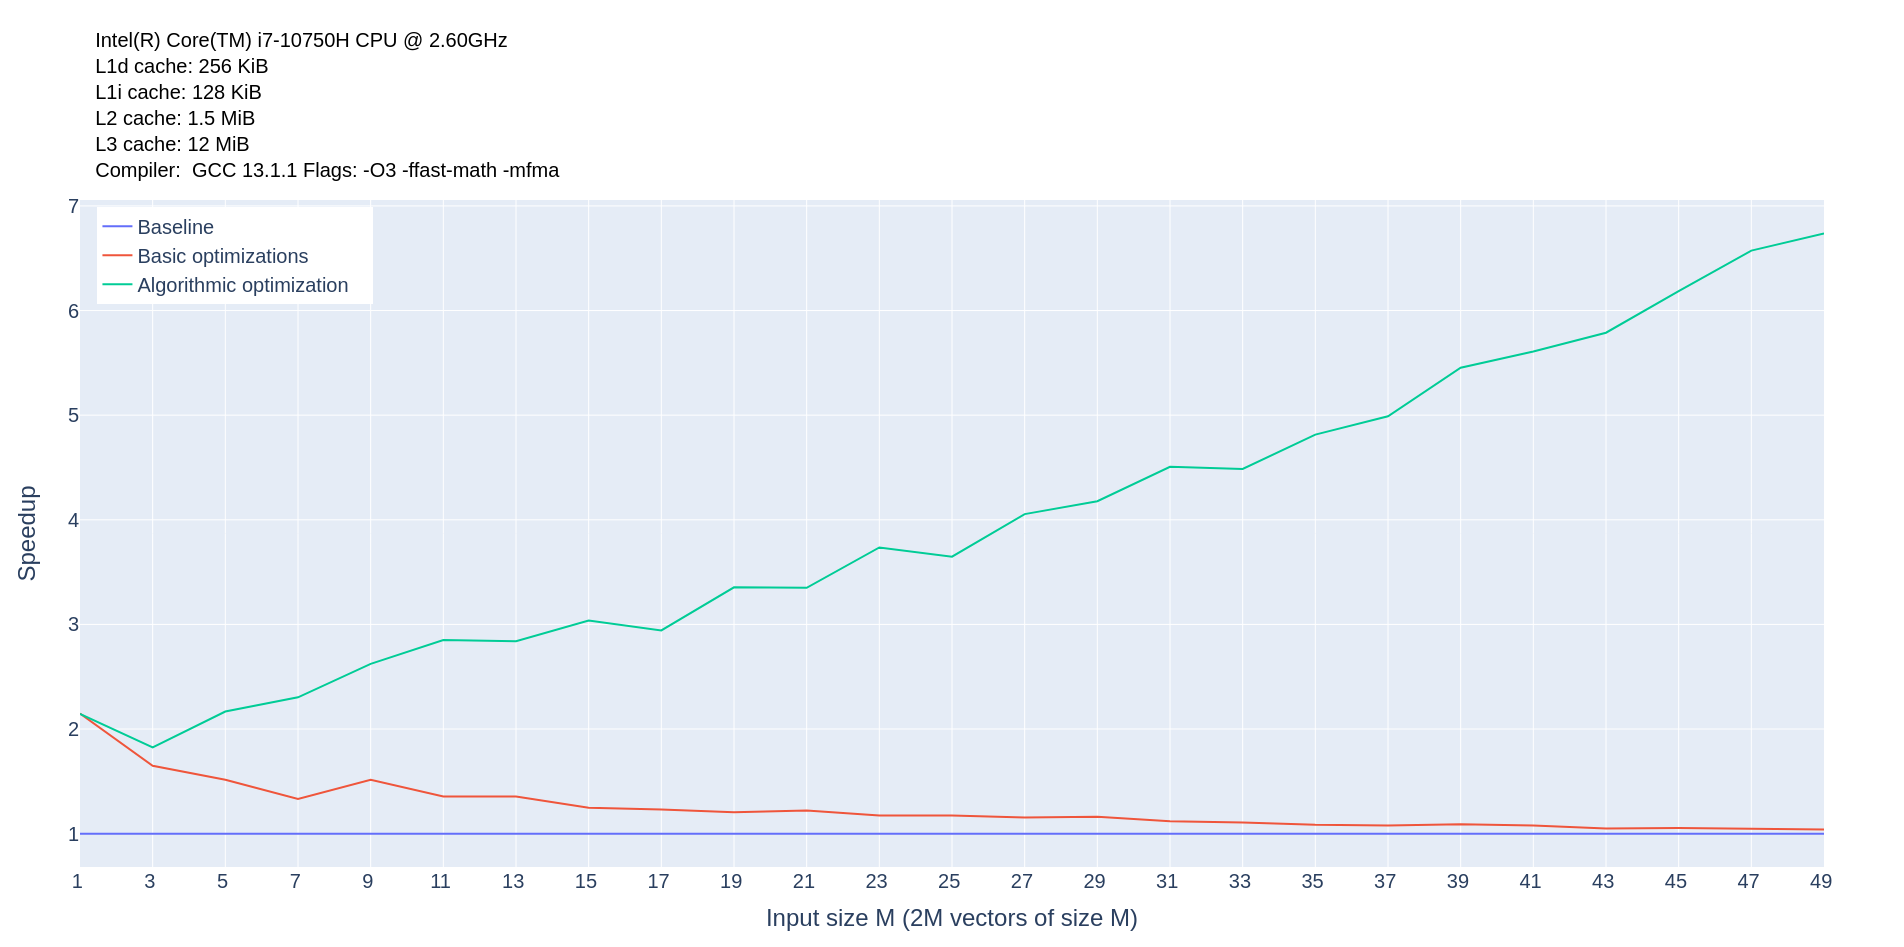 Intel(R) Core(TM) i7-10750H CPU @ 2.60GHz
L1d cache: 256 KiB
L1i cache: 128 KiB
L2 cache: 1.5 MiB
L3 cache: 12 MiB
Compiler:  GCC 13.1.1 Flags: -O3 -ffast-math -mfma
Baseline
Basic optimizations
Algorithmic optimization
7
6
5
4
3
2
1
Speedup
1 3 5 7 9 11 13 15 17 19 21 23 25 27 29 31 33 35 37 39 41 43 45 47 49
Input size M (2M vectors of size M)